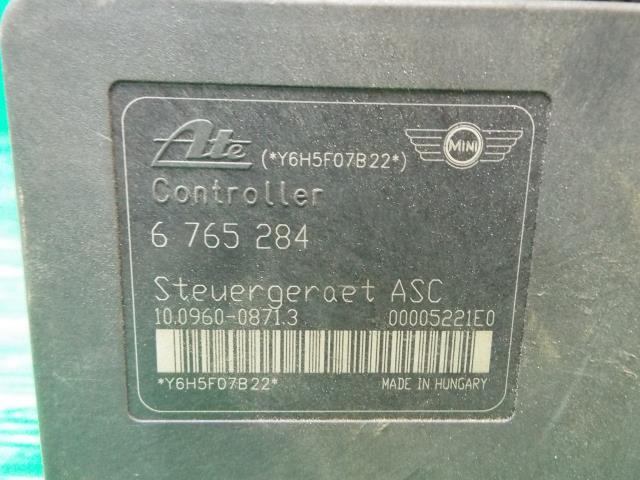 Ate (*Y6H5F07B22*) MINI
Controller
6 765 284
Steuergeraet ASC
10.0960-0871.3 00005221E0
*Y6H5F07B22* MADE IN HUNGARY